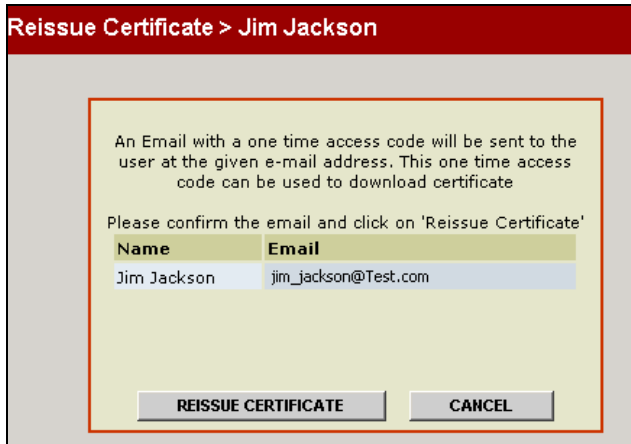 Reissue Certificate > Jim Jackson
An Email with a one time access code will be sent to the
user at the given e-mail address. This one time access
code can be used to download certificate
Please confirm the email and click on 'Reissue Certificate'
Name Email
Jim Jackson jim_jackson@Test.com
REISSUE CERTIFICATE CANCEL